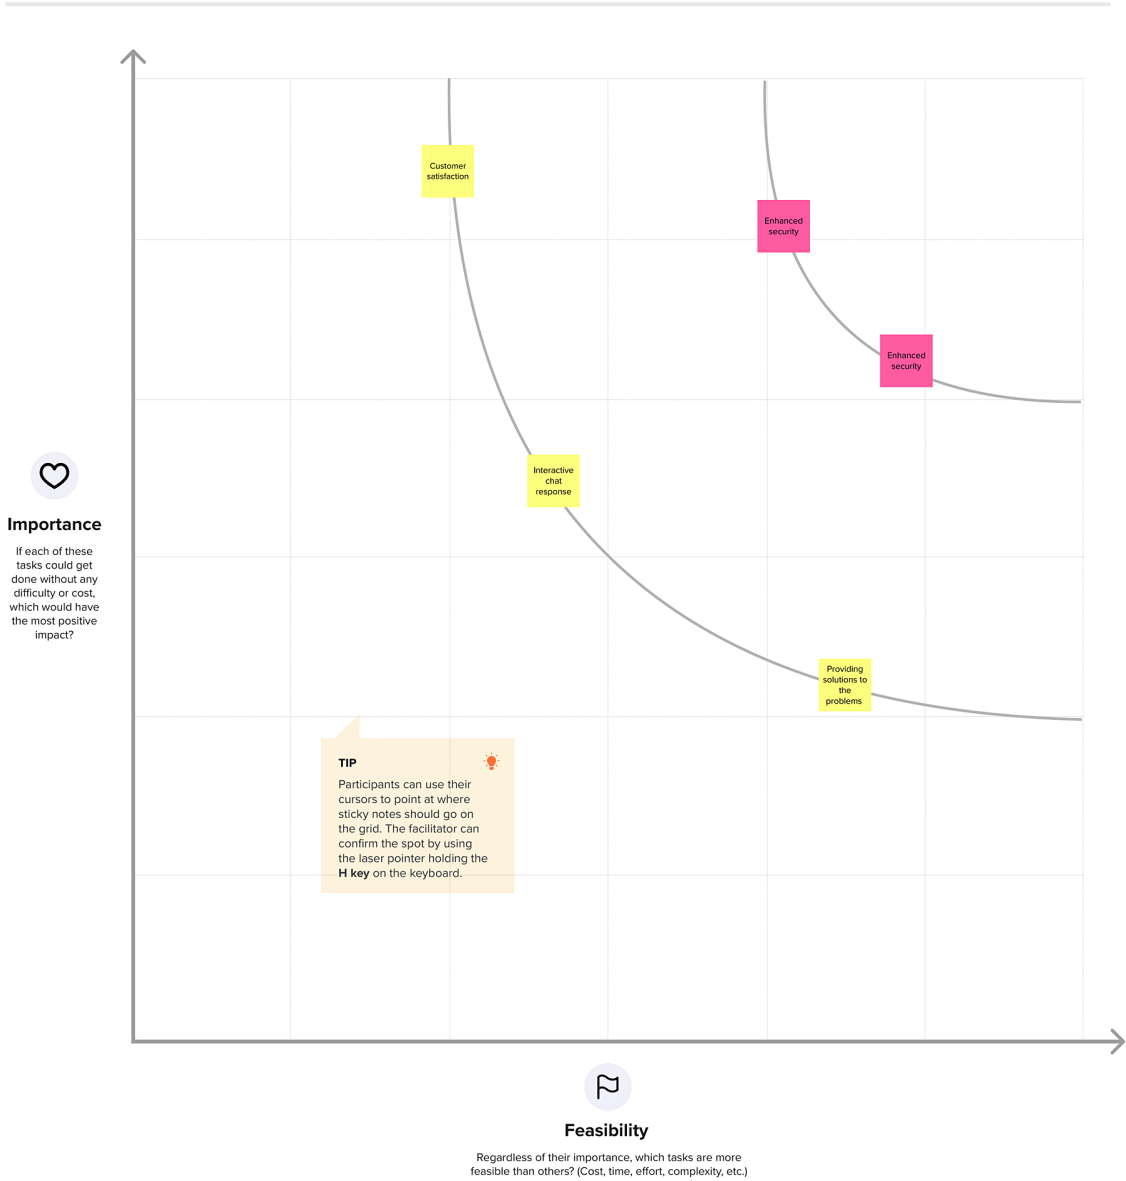 Customer
satisfaction
Enhanced
security
Enhanced
security
Interactive
chat
response
Importance
If each of these
tasks could get
done without any
difficulty or cost,
which would have
the most positive
impact?
Providing
solutions to
the
problems
TIP
Participants can use their
cursors to point at where
sticky notes should go on
the grid. The facilitator can
confirm the spot by using
the laser pointer holding the
H key on the keyboard.
Feasibility
Regardless of their importance, which tasks are more
feasible than others? (Cost, time, effort, complexity, etc.)